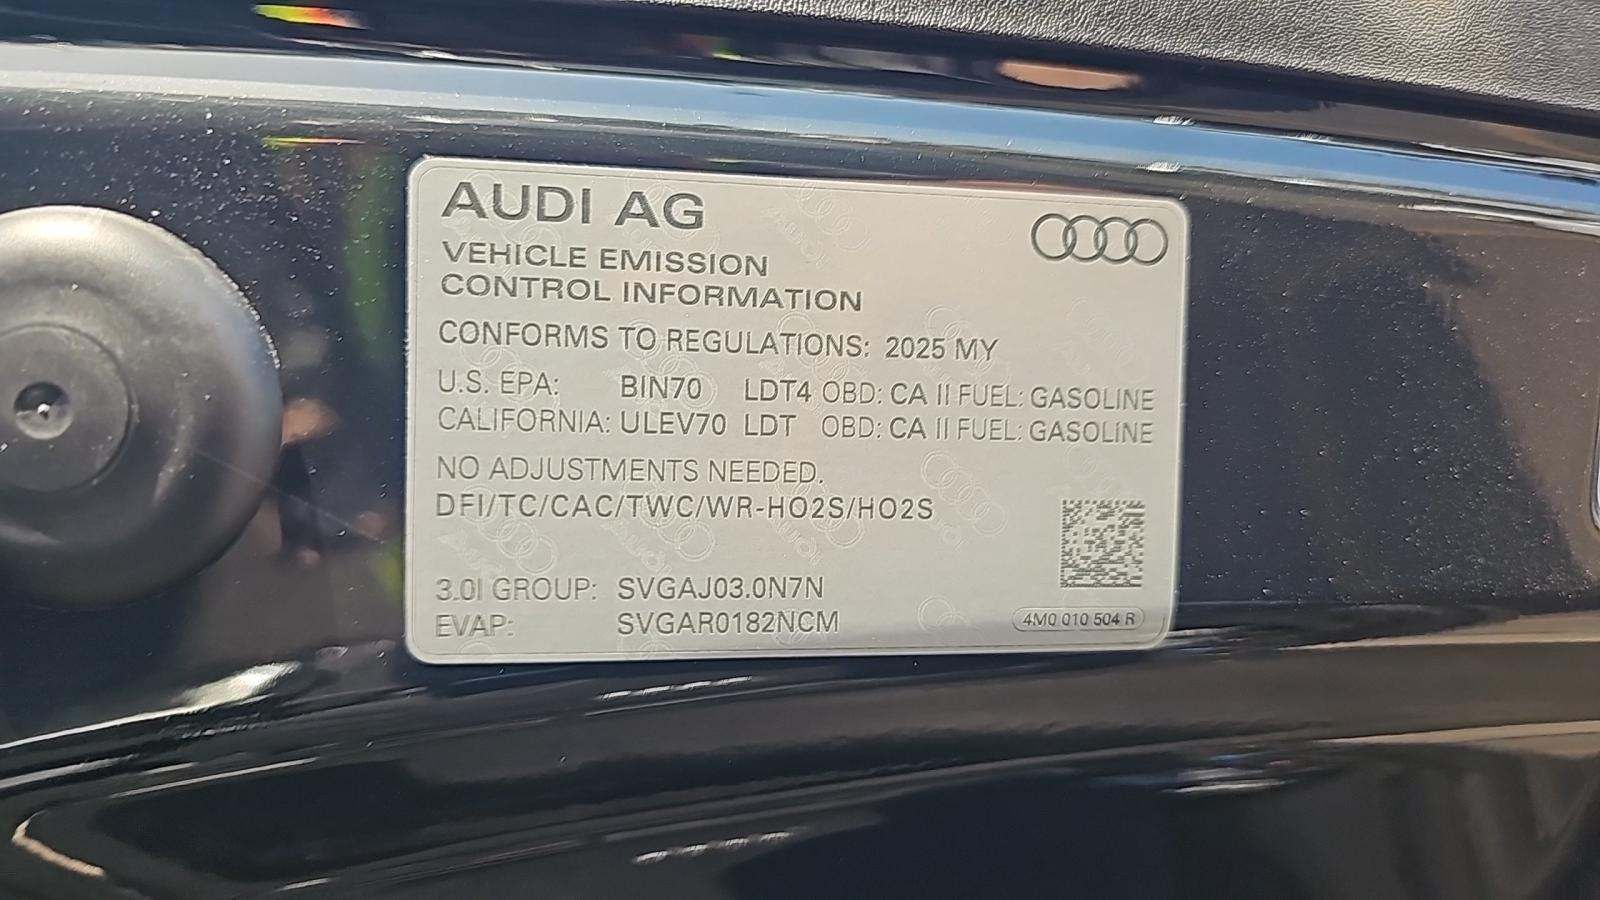 AUDI AG
VEHICLE EMISSION
CONTROL INFORMATION
CONFORMS TO REGULATIONS: 2025 MY
U.S. EPA: BIN70 LDT4 OBD: CA II FUEL: GASOLINE
CALIFORNIA: ULEV70 LDT OBD: CA II FUEL: GASOLINE
NO ADJUSTMENTS NEEDED.
DFI/TC/CAC/TWC/WR-HO2S/HO2S
3.0l GROUP: SVGAJ03.0N7N
EVAP: SVGAR0182NCM
4M0 010 504 R